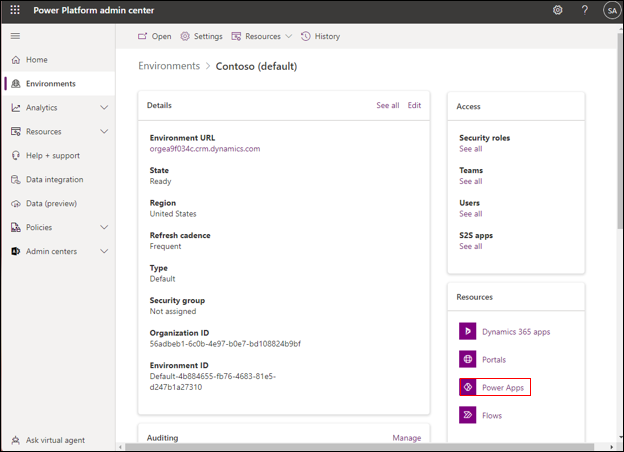 Power Platform admin center
?
SA
Open
Settings
Resources
History
Home
Environments
Analytics
Resources
Help + support
Data integration
Data (preview)
Policies
Admin centers
Ask virtual agent
Environments > Contoso (default)
Details
See all
Edit
Environment URL
orgea9f034c.crm.dynamics.com
State
Ready
Region
United States
Refresh cadence
Frequent
Type
Default
Security group
Not assigned
Organization ID
56adbeb1-6c0b-4e97-b0e7-bd108824b9bf
Environment ID
Default-4b884655-fb76-4683-81e5-
d247b1a27310
Auditing
Manage
Access
Security roles
See all
Teams
See all
Users
See all
S2S apps
See all
Resources
Dynamics 365 apps
Portals
Power Apps
Flows